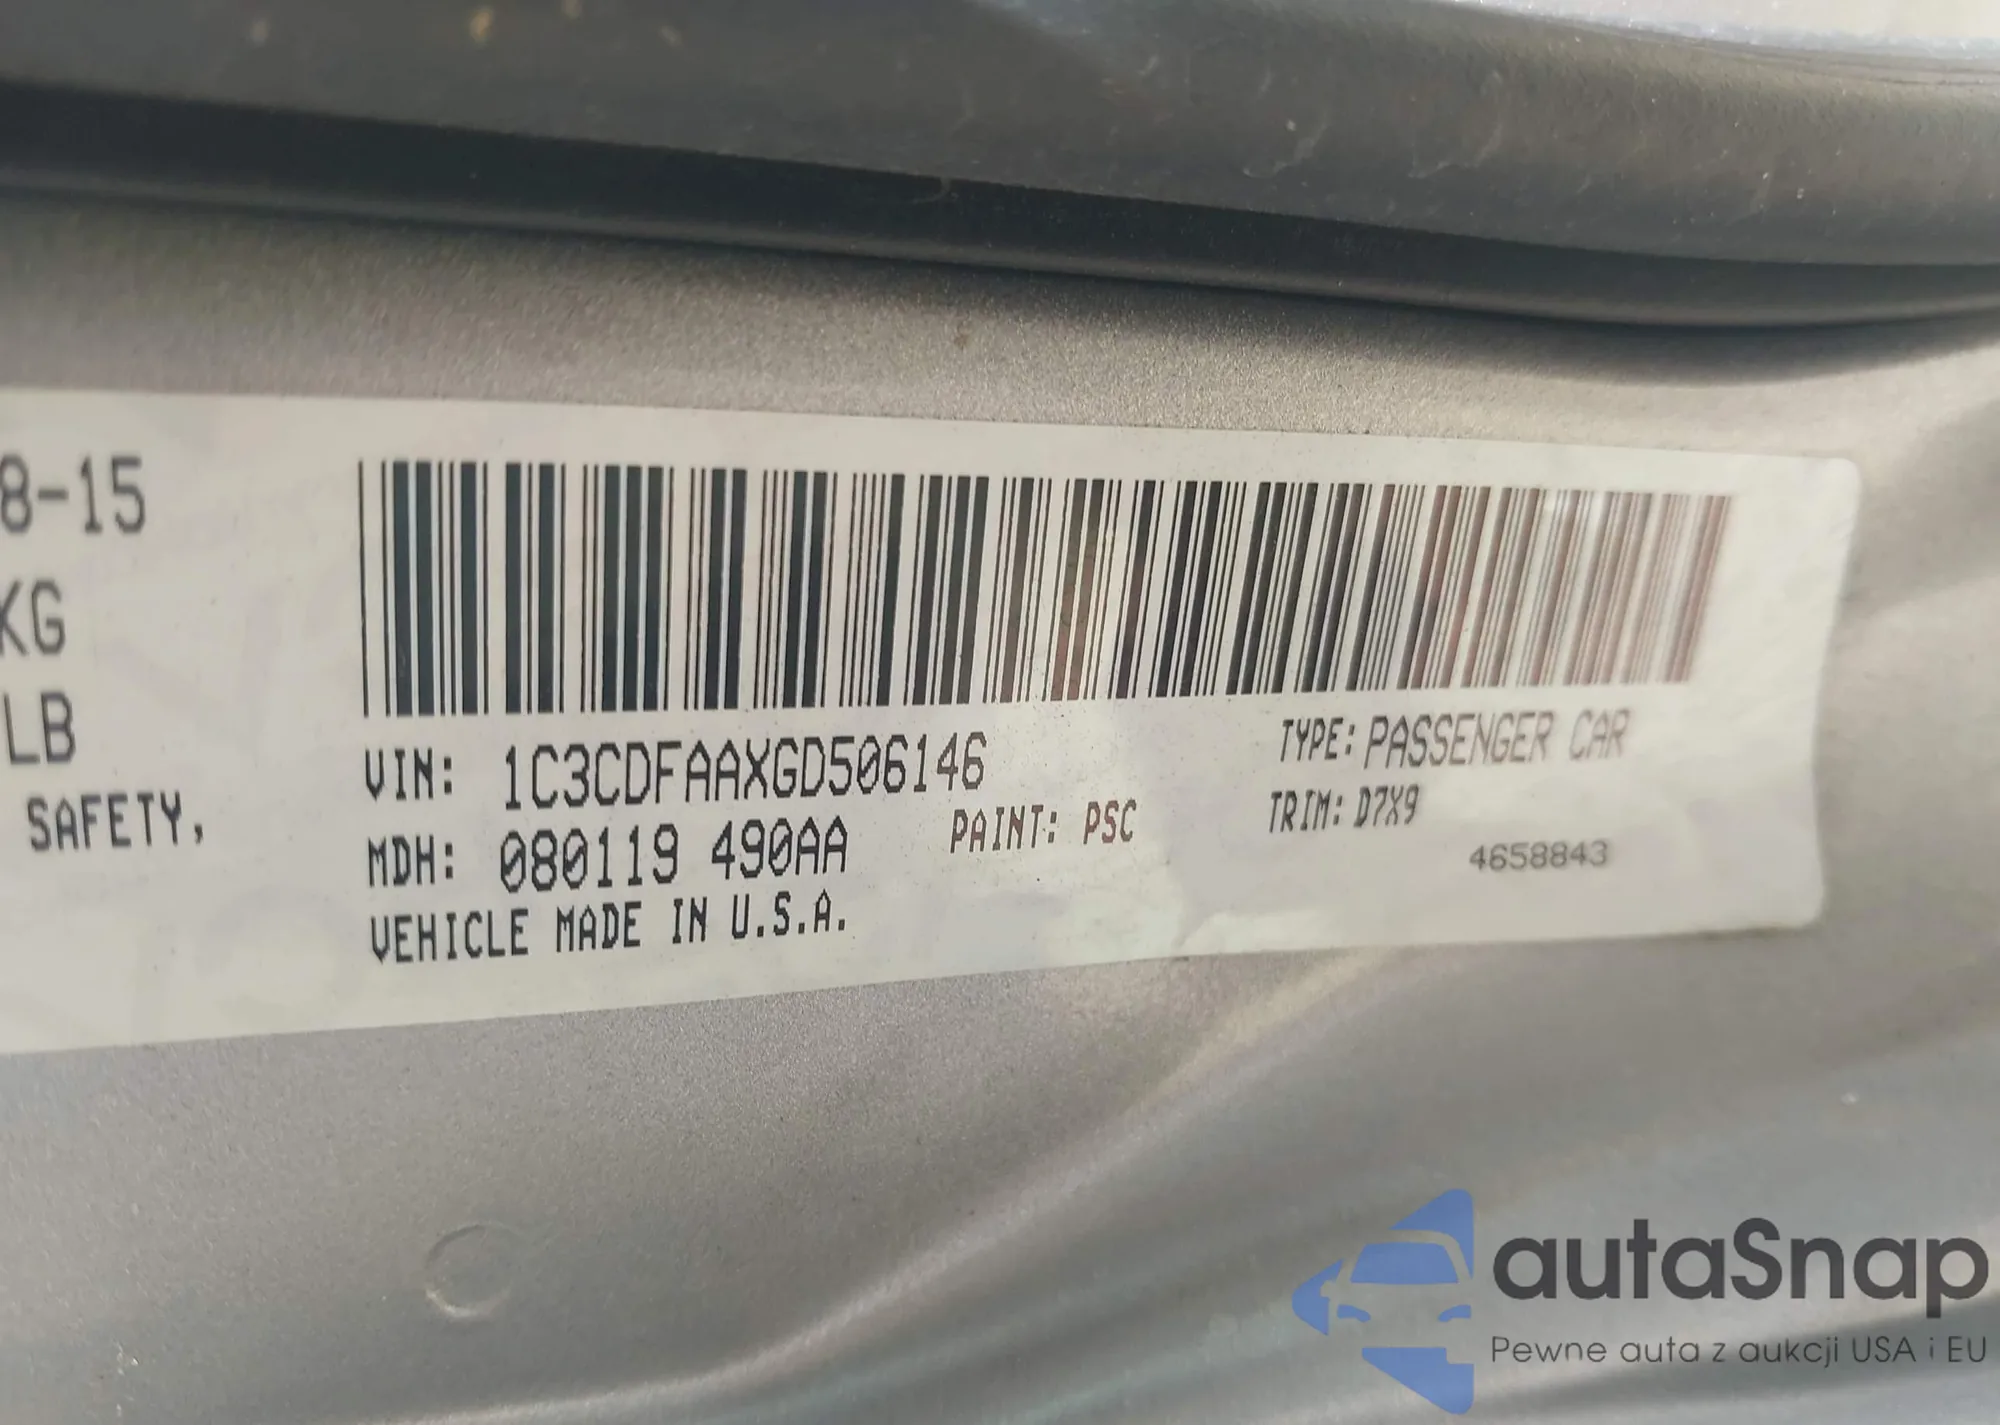 8-15
KG
LB
SAFETY,
VIN: 1C3CDFAAXGD506146
TYPE: PASSENGER CAR
MDH: 080119 490AA
PAINT: PSC
TRIM: D7X9
VEHICLE MADE IN U.S.A.
4658843
autaSnap
Pewne auta z aukcji USA i EU